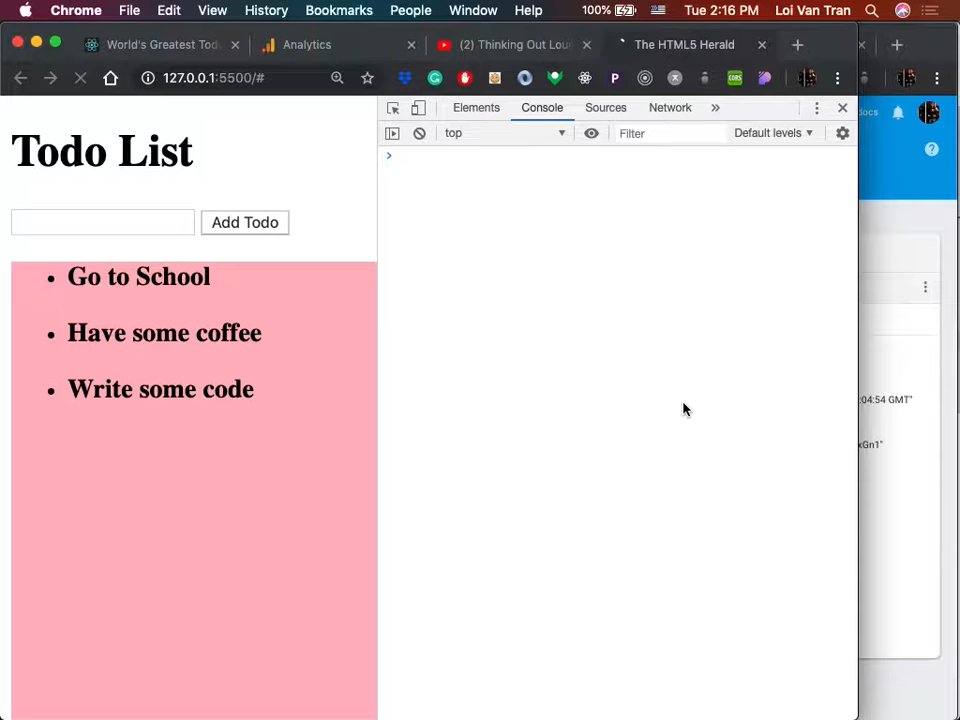 Chrome File Edit View History Bookmarks People Window Help 100% Tue 2:16 PM Loi Van Tran
World's Greatest Tod
Analytics
(2) Thinking Out Lou
The HTML5 Herald
127.0.0.1:5500/#
CORS
docs
Elements Console Sources Network »
top Filter Default levels
Todo List
Add Todo
Go to School
Have some coffee
Write some code
:04:54 GMT"
xGn1"